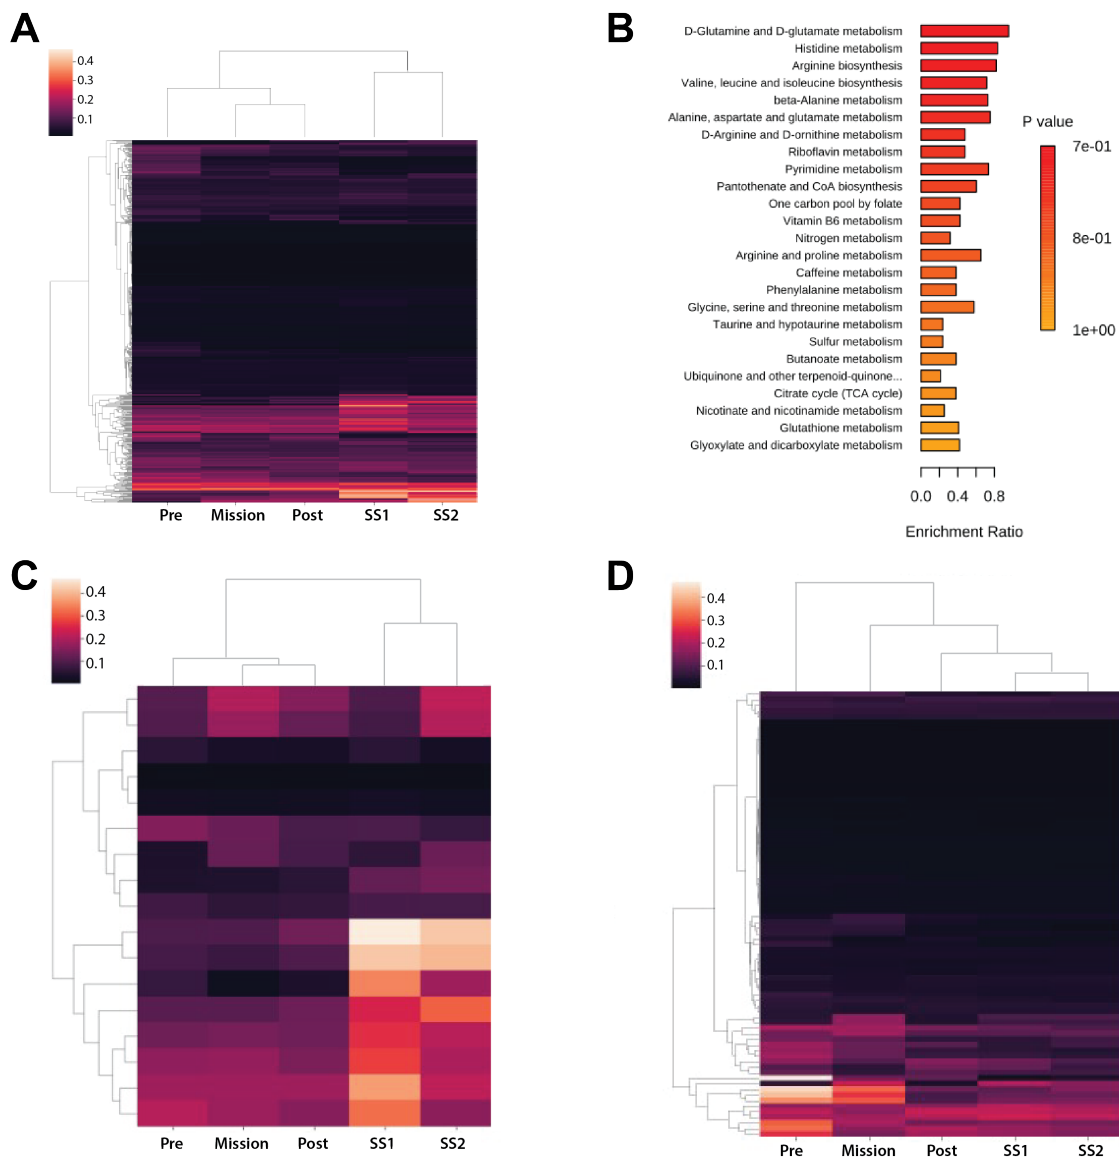 A
0.4
0.3
0.2
0.1
Pre Mission Post SS1 SS2
B
D-Glutamine and D-glutamate metabolism
Histidine metabolism
Arginine biosynthesis
Valine, leucine and isoleucine biosynthesis
beta-Alanine metabolism
Alanine, aspartate and glutamate metabolism
D-Arginine and D-ornithine metabolism
Riboflavin metabolism
Pyrimidine metabolism
Pantothenate and CoA biosynthesis
One carbon pool by folate
Vitamin B6 metabolism
Nitrogen metabolism
Arginine and proline metabolism
Caffeine metabolism
Phenylalanine metabolism
Glycine, serine and threonine metabolism
Taurine and hypotaurine metabolism
Sulfur metabolism
Butanoate metabolism
Ubiquinone and other terpenoid-quinone...
Citrate cycle (TCA cycle)
Nicotinate and nicotinamide metabolism
Glutathione metabolism
Glyoxylate and dicarboxylate metabolism
0.0 0.4 0.8
Enrichment Ratio
P value
7e-01
8e-01
1e+00
C
0.4
0.3
0.2
0.1
Pre Mission Post SS1 SS2
D
0.4
0.3
0.2
0.1
Pre Mission Post SS1 SS2